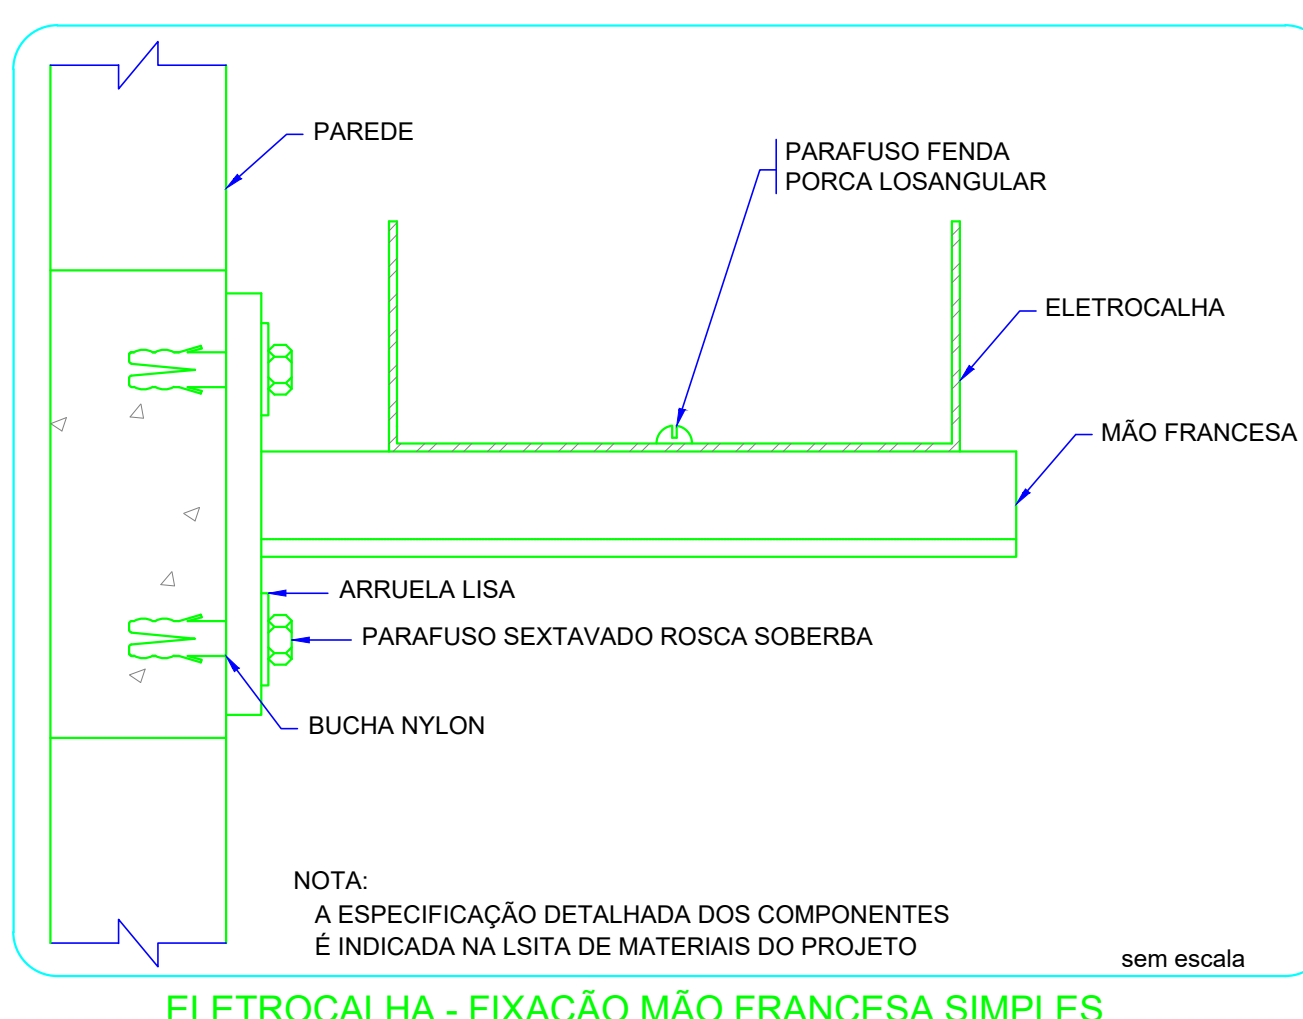 PAREDE
PARAFUSO FENDA
PORCA LOSANGULAR
ELETROCALHA
MÃO FRANCESA
ARRUELA LISA
PARAFUSO SEXTAVADO ROSCA SOBERBA
BUCHA NYLON
NOTA:
A ESPECIFICAÇÃO DETALHADA DOS COMPONENTES
É INDICADA NA LSITA DE MATERIAIS DO PROJETO
sem escala
ELETROCALHA - FIXAÇÃO MÃO FRANCESA SIMPLES